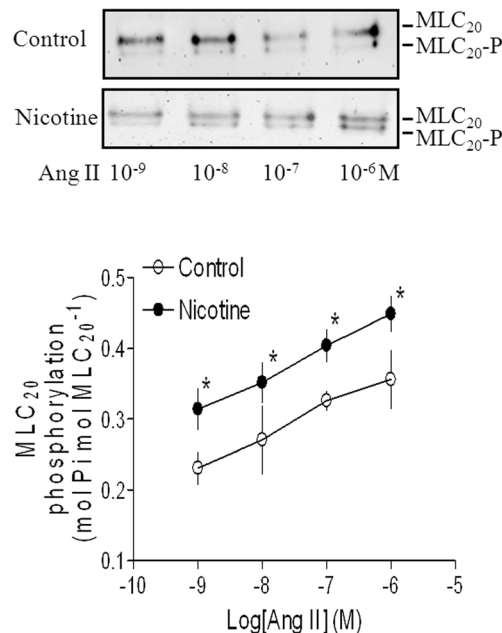 Control
MLC₂₀
MLC₂₀-P
Nicotine
MLC₂₀
MLC₂₀-P
Ang II 10⁻⁹ 10⁻⁸ 10⁻⁷ 10⁻⁶ M
0.5
0.4
0.3
0.2
0.1
Control
Nicotine
* * * *
MLC₂₀
phosphorylation
(mol Pi mol MLC₂₀⁻¹)
-10 -9 -8 -7 -6 -5
Log[Ang II] (M)